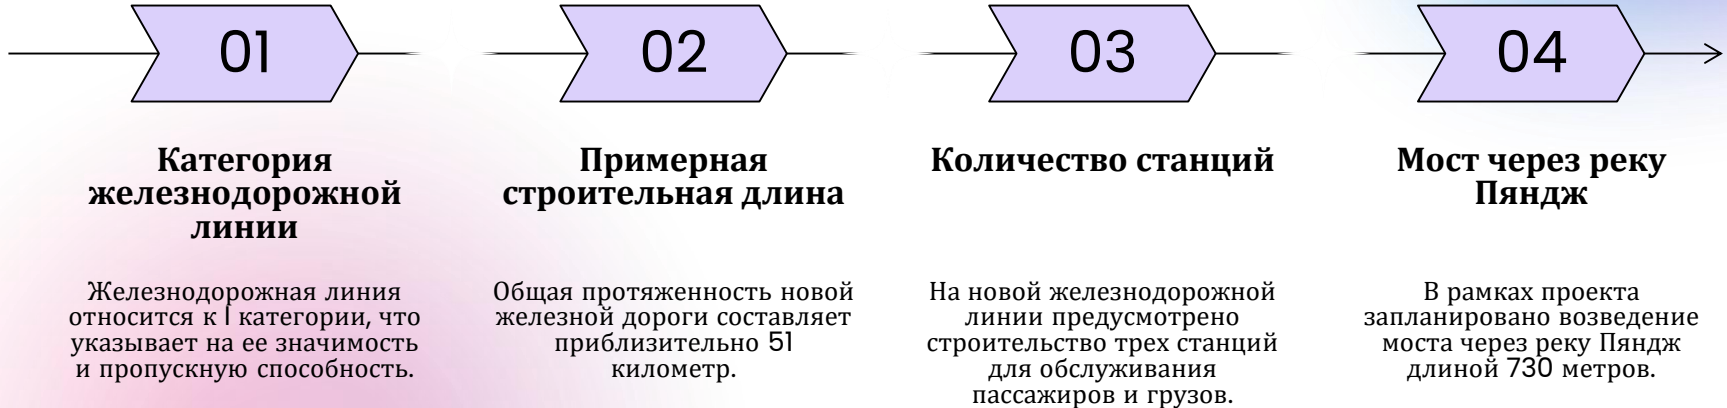 01
Категория
железнодорожной
линии
Железнодорожная линия
относится к I категории, что
указывает на ее значимость
и пропускную способность.
02
Примерная
строительная длина
Общая протяженность новой
железной дороги составляет
приблизительно 51
километр.
03
Количество станций
На новой железнодорожной
линии предусмотрено
строительство трех станций
для обслуживания
пассажиров и грузов.
04
Мост через реку
Пяндж
В рамках проекта
запланировано возведение
моста через реку Пяндж
длиной 730 метров.